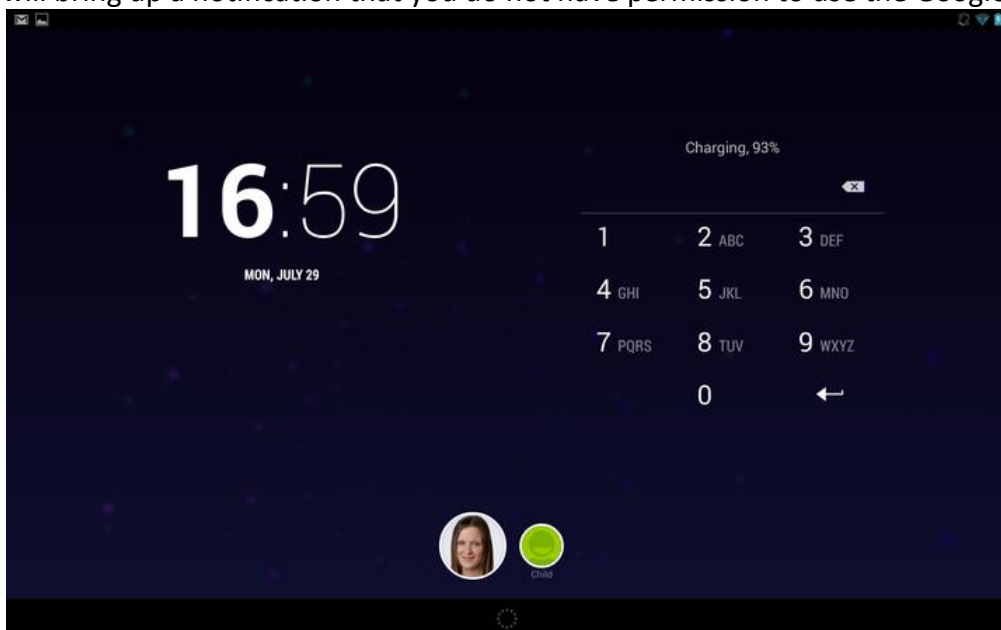 will bring up a notification that you do not have permission to use the Google
Charging, 93%
16:59
MON, JULY 29
1 2 ABC 3 DEF
4 GHI 5 JKL 6 MNO
7 PQRS 8 TUV 9 WXYZ
0
Child